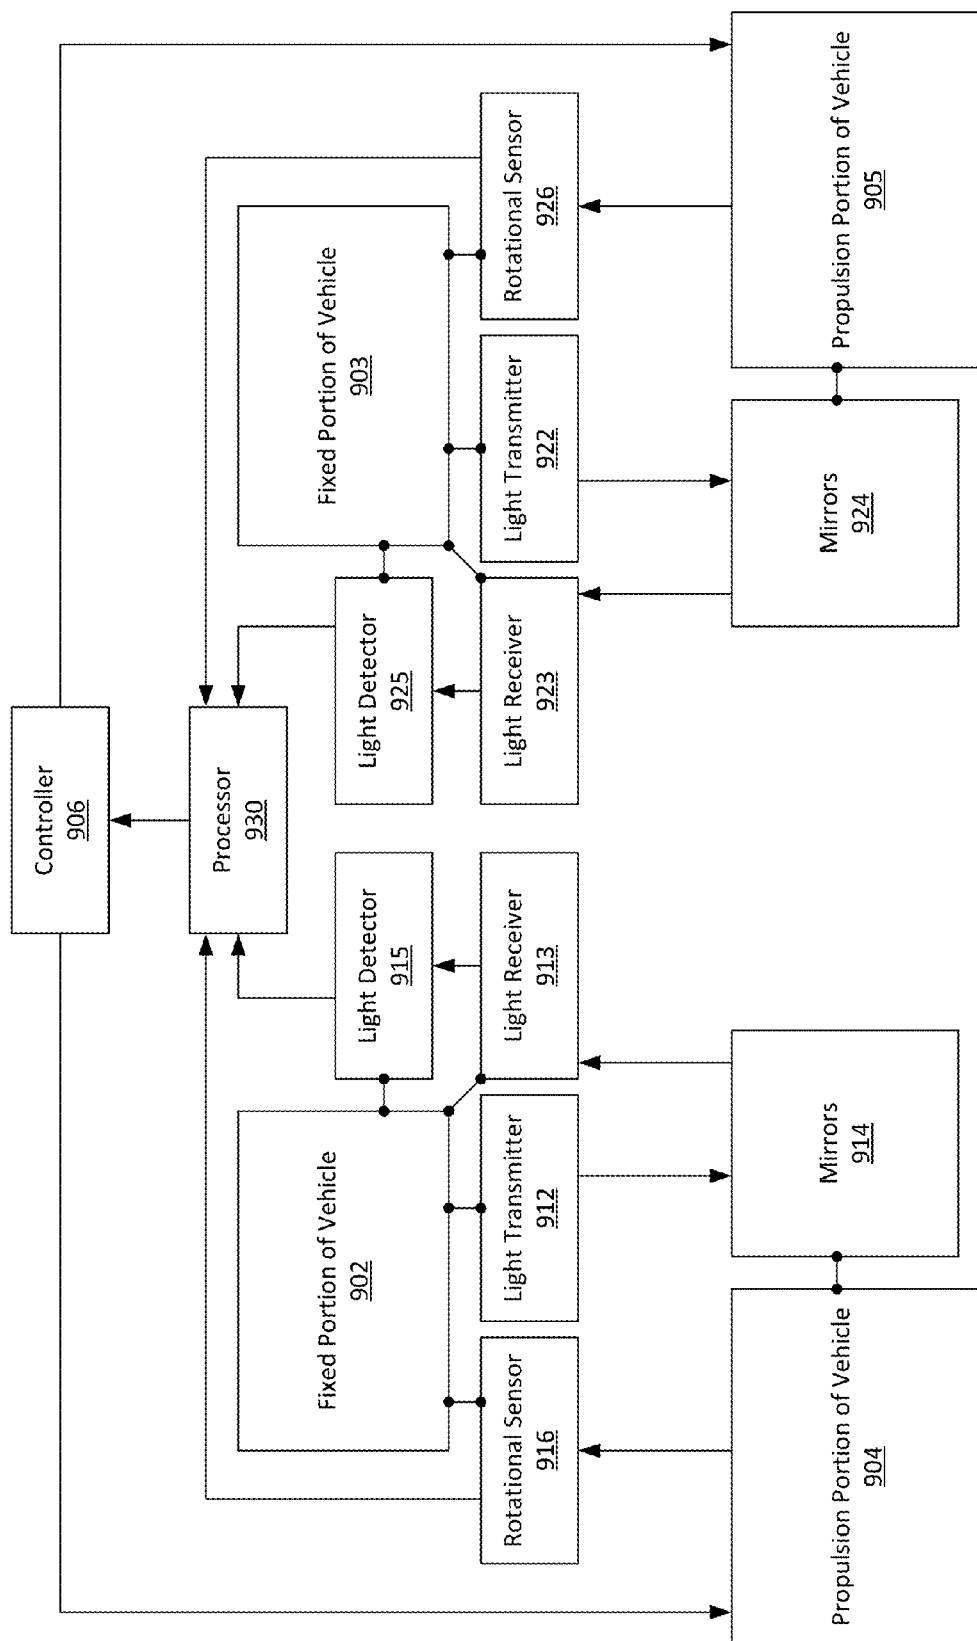 Controller
906
Processor
930
Light Detector
915
Light Detector
925
Fixed Portion of Vehicle
902
Fixed Portion of Vehicle
903
Rotational Sensor
916
Light Transmitter
912
Light Receiver
913
Light Receiver
923
Light Transmitter
922
Rotational Sensor
926
Propulsion Portion of Vehicle
904
Mirrors
914
Mirrors
924
Propulsion Portion of Vehicle
905